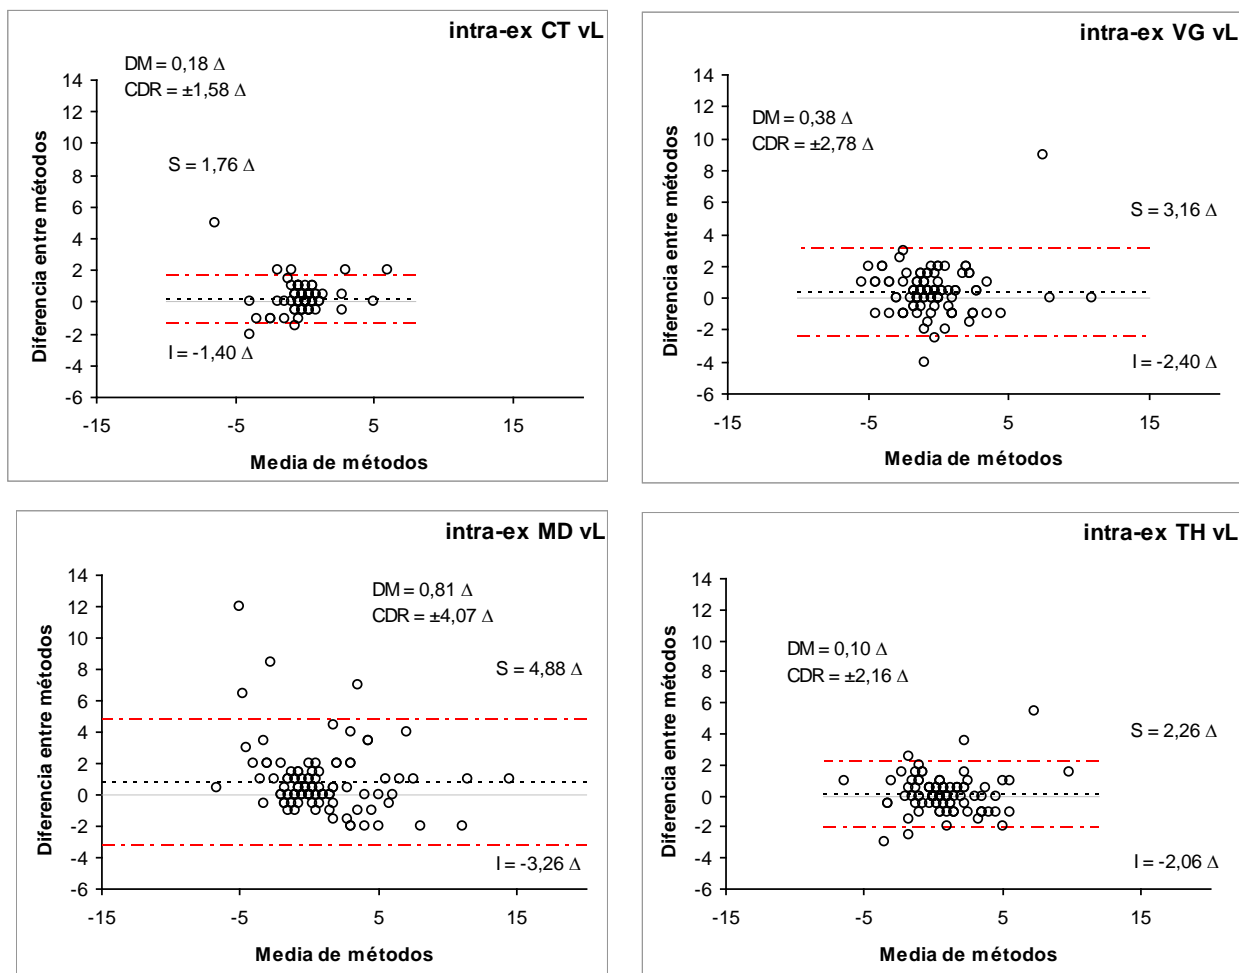 intra-ex CT vL
DM = 0,18 Δ
CDR = ±1,58 Δ
S = 1,76 Δ
I = -1,40 Δ
14
12
10
8
6
4
2
0
-2
-4
-6
-15
-5
5
15
Diferencia entre métodos
Media de métodos
intra-ex VG vL
DM = 0,38 Δ
CDR = ±2,78 Δ
S = 3,16 Δ
I = -2,40 Δ
14
12
10
8
6
4
2
0
-2
-4
-6
-15
-5
5
15
Diferencia entre métodos
Media de métodos
intra-ex MD vL
DM = 0,81 Δ
CDR = ±4,07 Δ
S = 4,88 Δ
I = -3,26 Δ
14
12
10
8
6
4
2
0
-2
-4
-6
-15
-5
5
15
Diferencia entre métodos
Media de métodos
intra-ex TH vL
DM = 0,10 Δ
CDR = ±2,16 Δ
S = 2,26 Δ
I = -2,06 Δ
14
12
10
8
6
4
2
0
-2
-4
-6
-15
-5
5
15
Diferencia entre métodos
Media de métodos